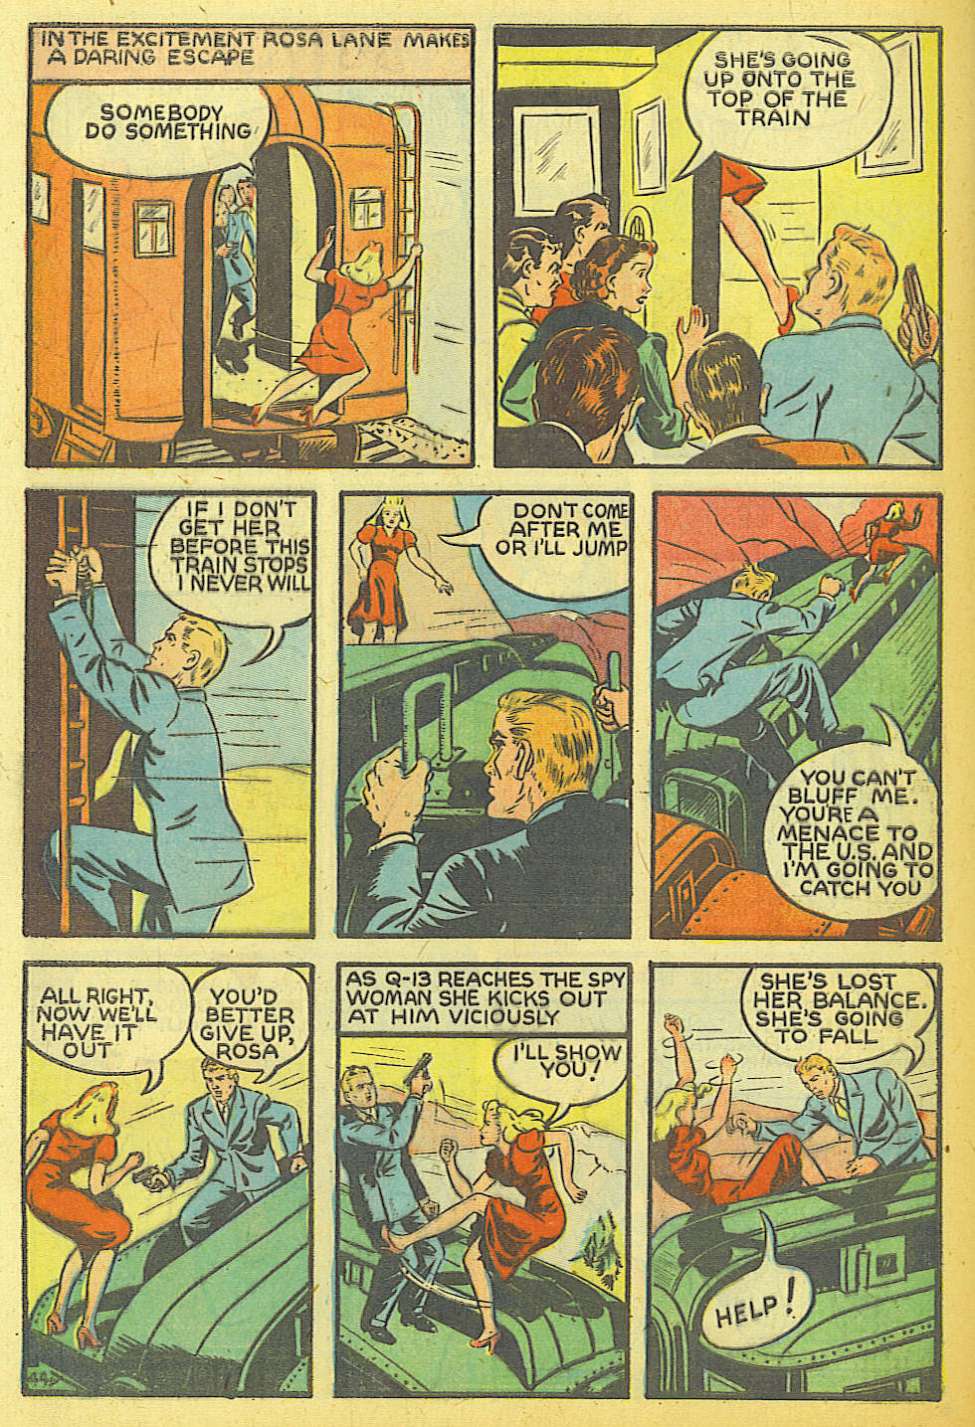 IN THE EXCITEMENT ROSA LANE MAKES
A DARING ESCAPE
SOMEBODY
DO SOMETHING
SHE'S GOING
UP ONTO THE
TOP OF THE
TRAIN
IF I DON'T
GET HER
BEFORE THIS
TRAIN STOPS
I NEVER WILL
DON'T COME
AFTER ME
OR I'LL JUMP
YOU CAN'T
BLUFF ME.
YOU'RE A
MENACE TO
THE U.S. AND
I'M GOING TO
CATCH YOU
ALL RIGHT,
NOW WE'LL
HAVE IT
OUT
YOU'D
BETTER
GIVE UP,
ROSA
AS Q-13 REACHES THE SPY
WOMAN SHE KICKS OUT
AT HIM VICIOUSLY
I'LL SHOW
YOU!
SHE'S LOST
HER BALANCE.
SHE'S GOING
TO FALL
HELP!